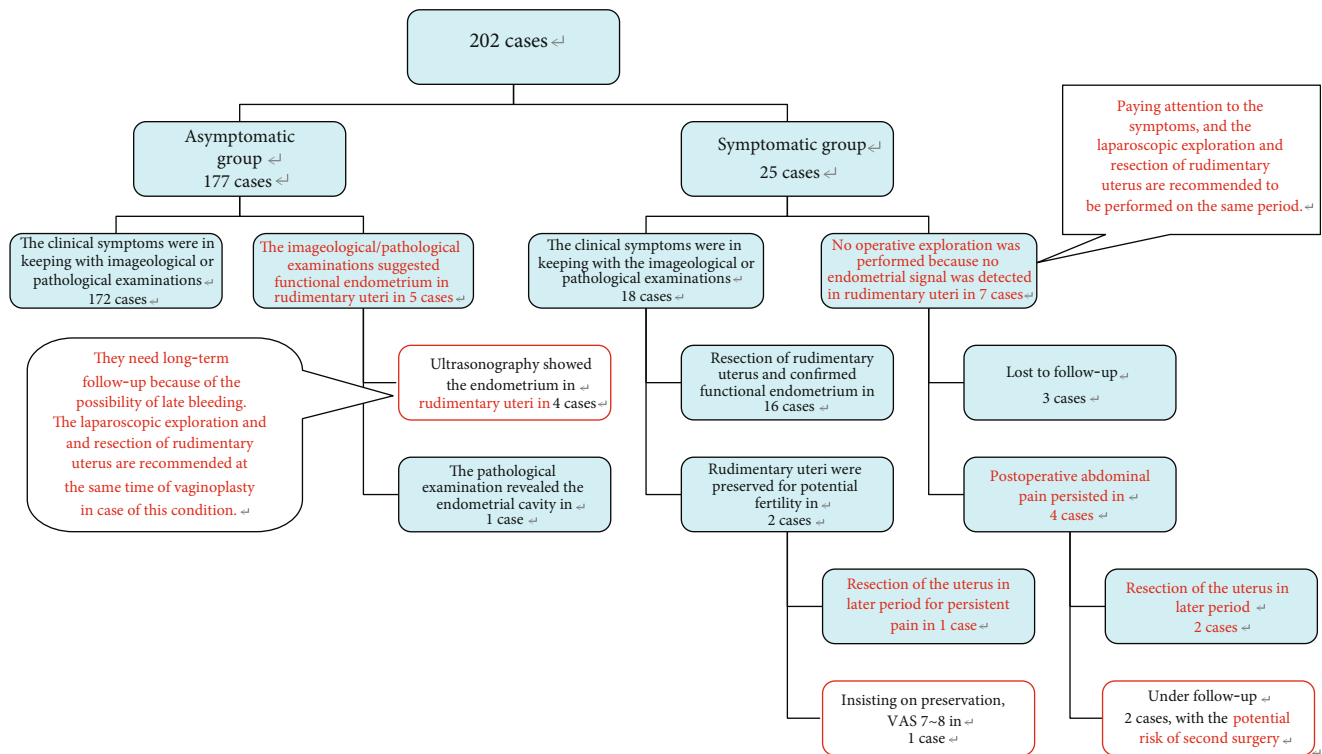 202 cases ↵
Asymptomatic
group ↵
177 cases ↵
Symptomatic group ↵
25 cases ↵
Paying attention to the
symptoms, and the
laparoscopic exploration and
resection of rudimentary
uterus are recommended to
be performed on the same period. ↵
The clinical symptoms were in
keeping with imageological or
pathological examinations ↵
172 cases ↵
The imageological/pathological
examinations suggested
functional endometrium in
rudimentary uteri in 5 cases ↵
The clinical symptoms were in
keeping with the imageological or
pathological examinations ↵
18 cases ↵
No operative exploration was
performed because no
endometrial signal was detected
in rudimentary uteri in 7 cases ↵
They need long-term
follow-up because of the
possibility of late bleeding.
The laparoscopic exploration and
and resection of rudimentary
uterus are recommended at
the same time of vaginoplasty
in case of this condition. ↵
Ultrasonography showed
the endometrium in ↵
rudimentary uteri in 4 cases ↵
The pathological
examination revealed the
endometrial cavity in ↵
1 case ↵
Resection of rudimentary
uterus and confirmed
functional endometrium in ↵
16 cases ↵
Rudimentary uteri were
preserved for potential
fertility in ↵
2 cases ↵
Lost to follow-up ↵
3 cases ↵
Postoperative abdominal
pain persisted in ↵
4 cases ↵
Resection of the uterus in
later period for persistent
pain in 1 case ↵
Insisting on preservation,
VAS 7~8 in ↵
1 case ↵
Resection of the uterus in
later period ↵
2 cases ↵
Under follow-up ↵
2 cases, with the potential
risk of second surgery ↵